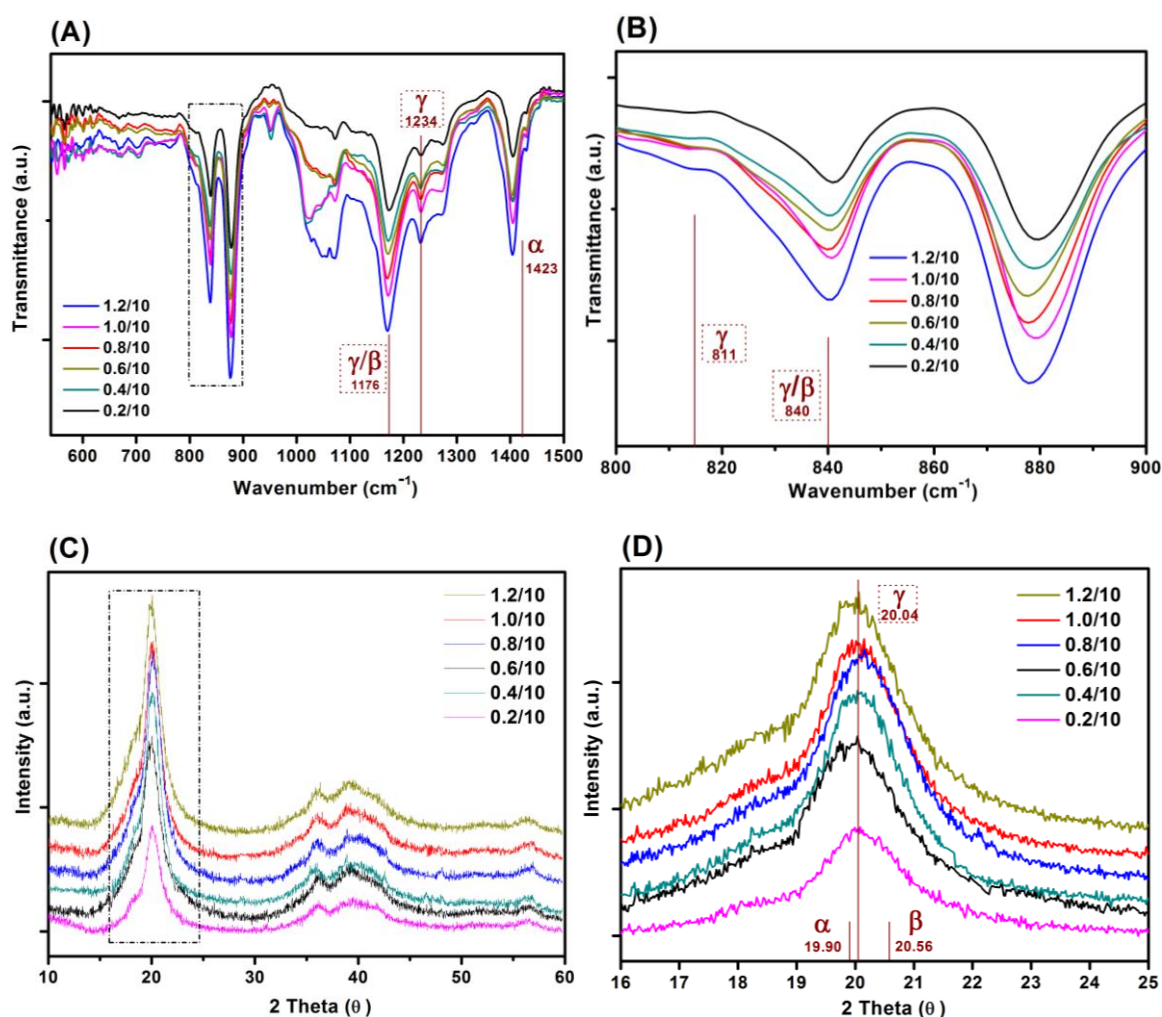 (A)
Transmittance (a.u.)
γ
1234
α
1423
γ/β
1176
1.2/10
1.0/10
0.8/10
0.6/10
0.4/10
0.2/10
600 700 800 900 1000 1100 1200 1300 1400 1500
Wavenumber (cm⁻¹)
(B)
Transmittance (a.u.)
γ
811
γ/β
840
1.2/10
1.0/10
0.8/10
0.6/10
0.4/10
0.2/10
800 820 840 860 880 900
Wavenumber (cm⁻¹)
(C)
Intensity (a.u.)
1.2/10
1.0/10
0.8/10
0.6/10
0.4/10
0.2/10
10 20 30 40 50 60
2 Theta (θ)
(D)
Intensity (a.u.)
γ
20.04
1.2/10
1.0/10
0.8/10
0.6/10
0.4/10
0.2/10
α
19.90
β
20.56
16 17 18 19 20 21 22 23 24 25
2 Theta (θ)